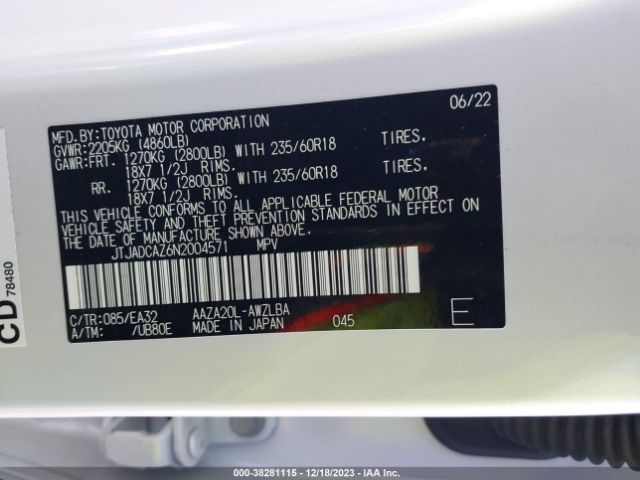 06/22
MFD.BY:TOYOTA MOTOR CORPORATION
GVWR:2205KG (4860LB)
GAWR:FRT. 1270KG (2800LB) WITH 235/60R18 TIRES.
18X7 1/2J RIMS.
RR. 1270KG (2800LB) WITH 235/60R18 TIRES.
18X7 1/2J RIMS.
THIS VEHICLE CONFORMS TO ALL APPLICABLE FEDERAL MOTOR
VEHICLE SAFETY AND THEFT PREVENTION STANDARDS IN EFFECT ON
THE DATE OF MANUFACTURE SHOWN ABOVE.
JTJADCAZ6N2004571 MPV
C/TR:085/EA32 AAZA20L-AWZLBA
A/TM: /UB80E MADE IN JAPAN 045 E
CD 78480
000-38281115 - 12/18/2023 - IAA Inc.